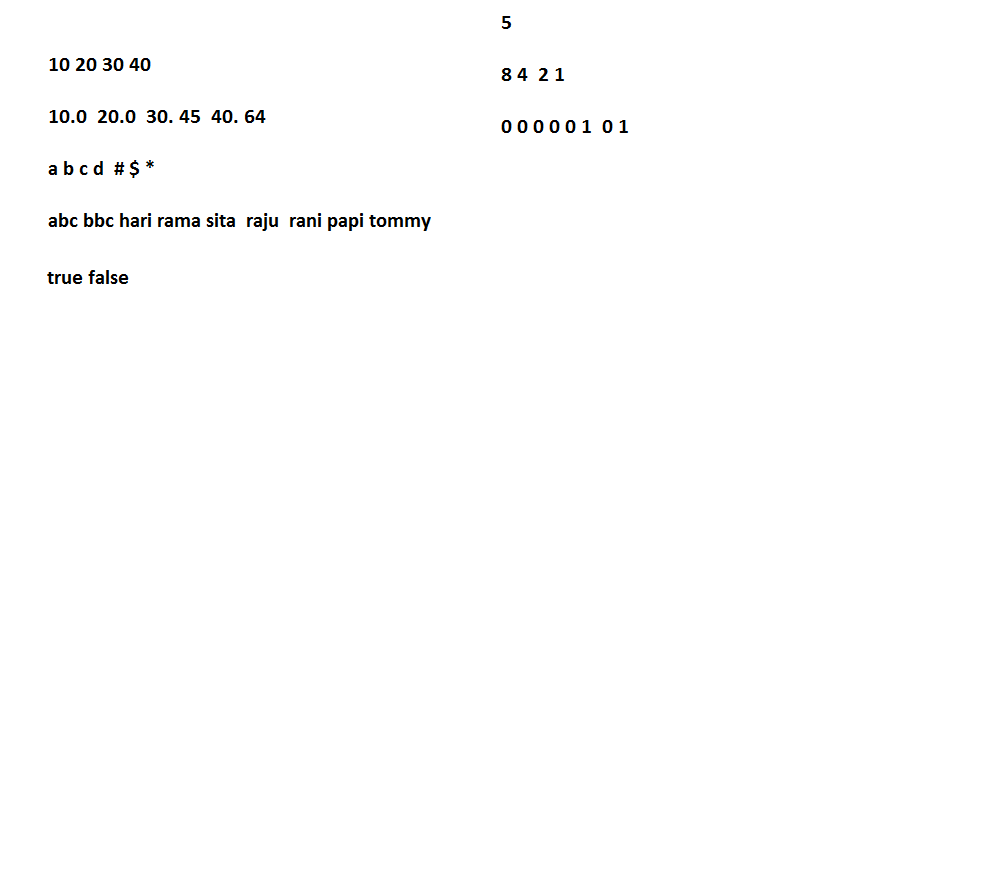 10 20 30 40
10.0  20.0  30. 45  40. 64
a b c d  # $ *
abc bbc hari rama sita  raju  rani papi tommy
true false
5
8 4  2 1
0 0 0 0 0 1  0 1